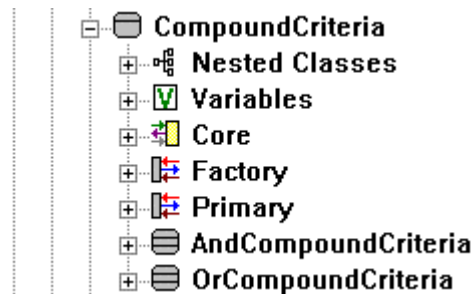 CompoundCriteria
Nested Classes
V Variables
Core
Factory
Primary
AndCompoundCriteria
OrCompoundCriteria